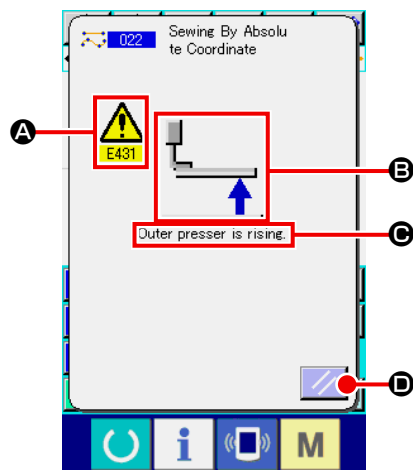 022 Sewing By Absolu
te Coordinate
A
E431
B
Outer presser is rising.
C
D
M